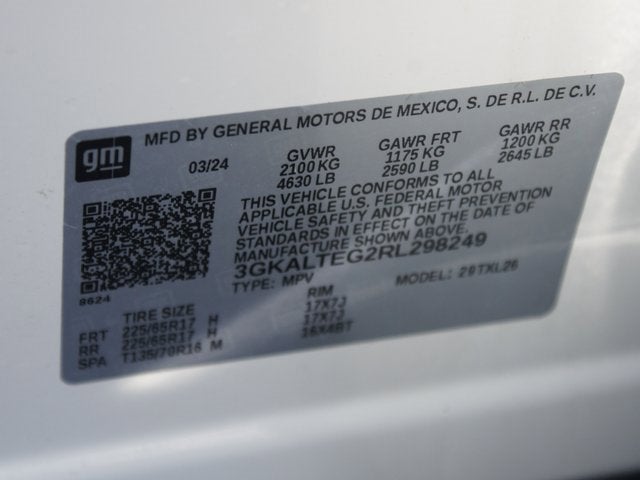 gm
MFD BY GENERAL MOTORS DE MEXICO, S. DE R.L. DE C.V.
03/24 GVWR GAWR FRT GAWR RR
2100 KG 1175 KG 1200 KG
4630 LB 2590 LB 2645 LB
THIS VEHICLE CONFORMS TO ALL
APPLICABLE U.S. FEDERAL MOTOR
VEHICLE SAFETY AND THEFT PREVENTION
STANDARDS IN EFFECT ON THE DATE OF
MANUFACTURE SHOWN ABOVE.
3GKALTEG2RL298249
TYPE: MPV MODEL: 29TXL26
8624
TIRE SIZE RIM
FRT 225/65R17 H 17X7J
RR 225/65R17 H 17X7J
SPA T135/70R16 M 16X4BT